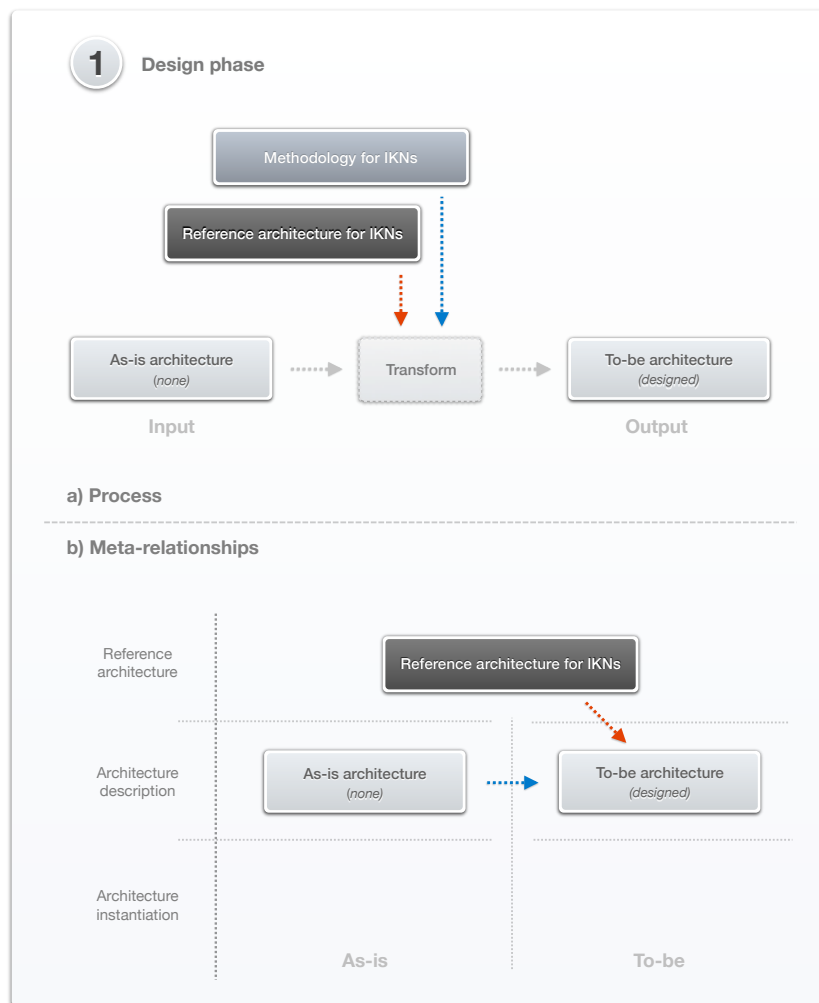 1
Design phase
Methodology for IKNs
Reference architecture for IKNs
As-is architecture
(none)
Transform
To-be architecture
(designed)
Input
Output
a) Process
b) Meta-relationships
Reference
architecture
Reference architecture for IKNs
Architecture
description
As-is architecture
(none)
To-be architecture
(designed)
Architecture
instantiation
As-is
To-be